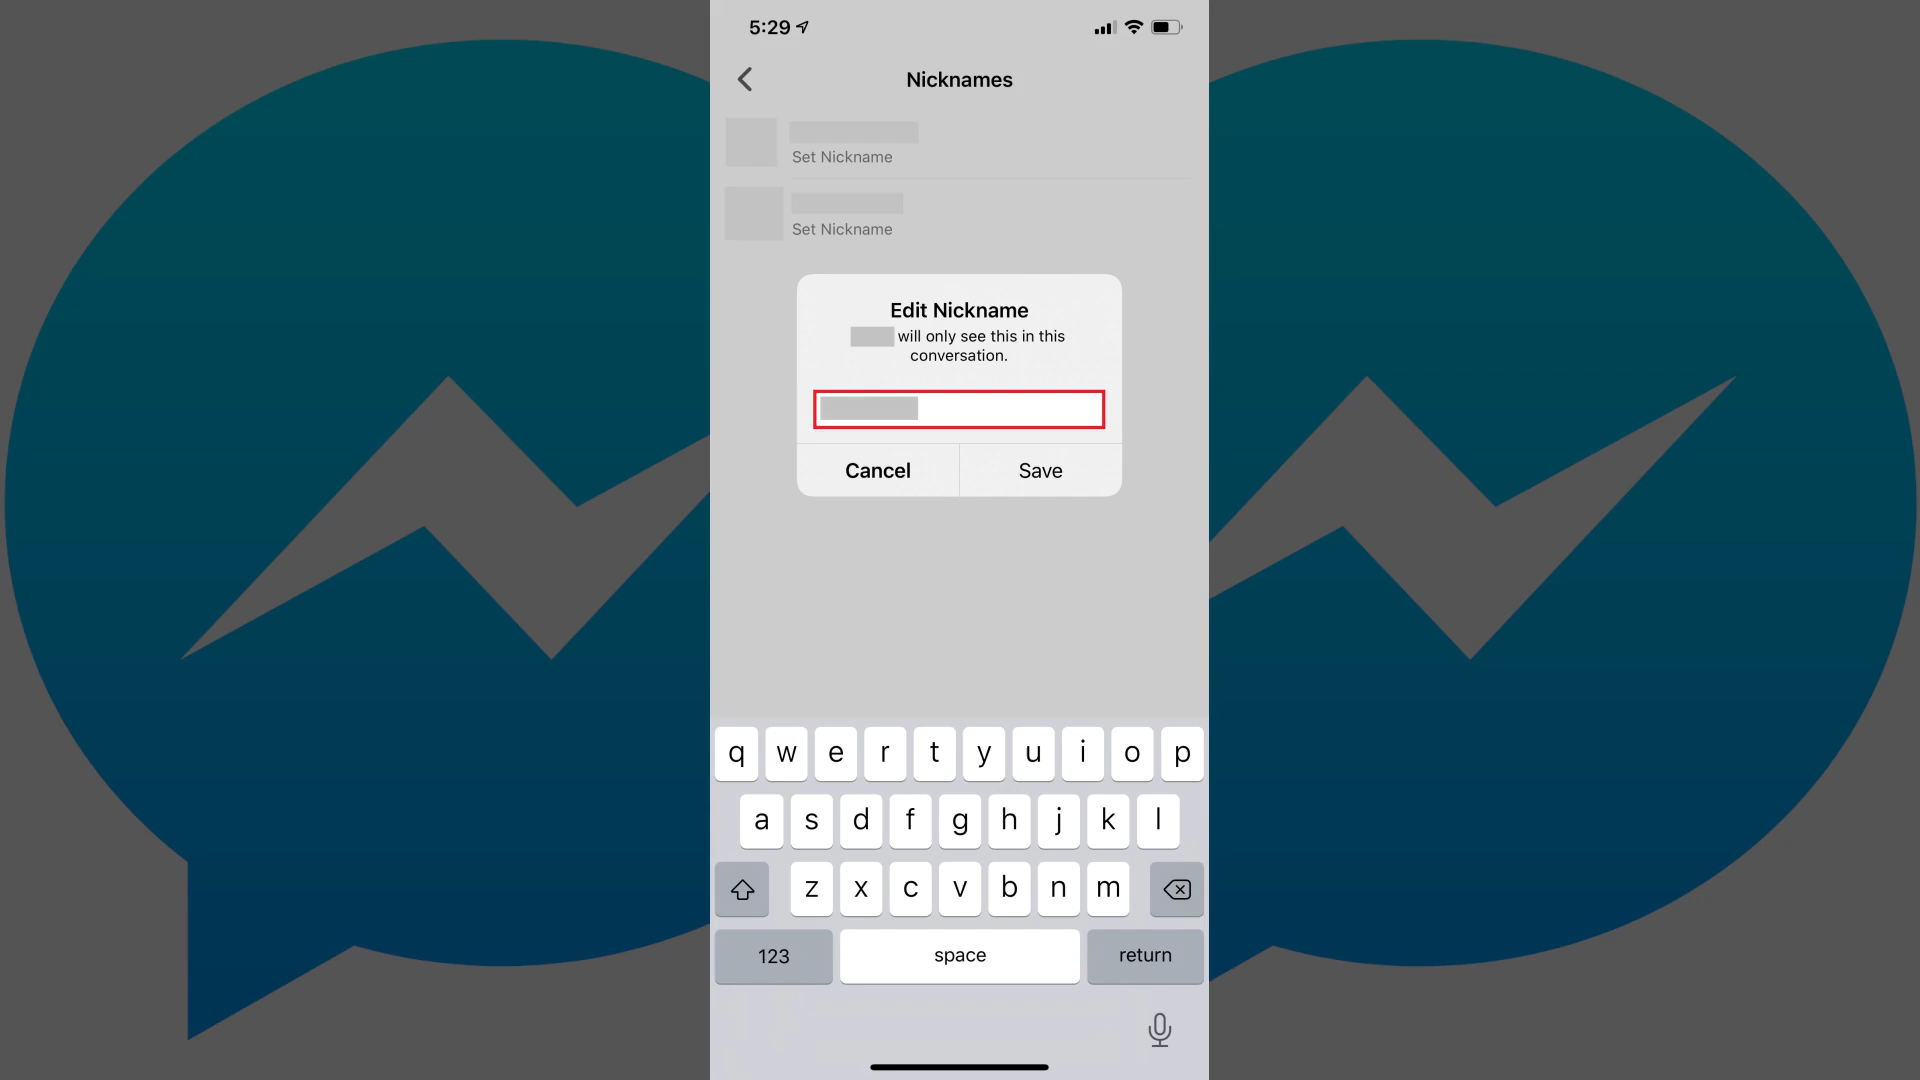 5:29
Nicknames
Set Nickname
Set Nickname
Edit Nickname
will only see this in this
conversation.
Cancel Save
q w e r t y u i o p
a s d f g h j k l
z x c v b n m
123 space return